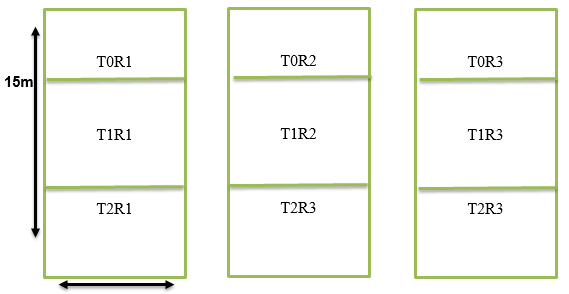 T0R1 T0R2 T0R3
15m
T1R1 T1R2 T1R3
T2R1 T2R3 T2R3